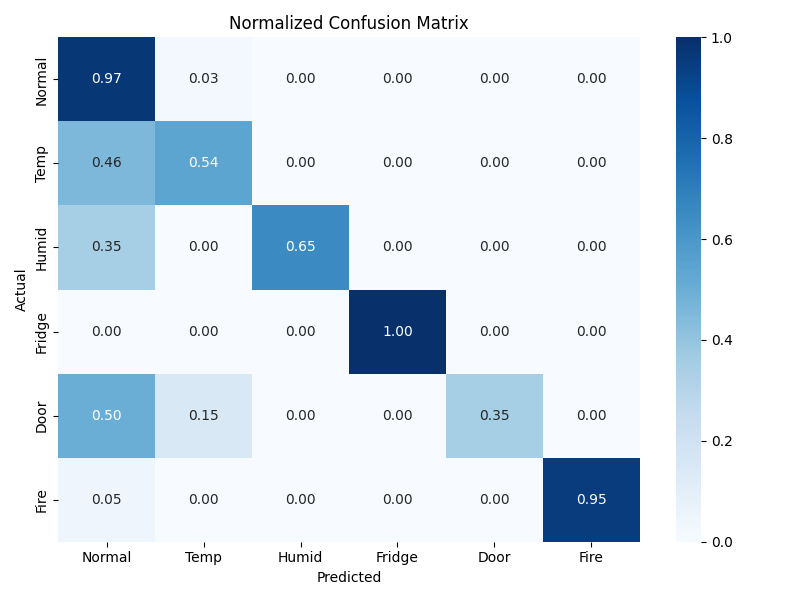 Normalized Confusion Matrix
Normal 0.97 0.03 0.00 0.00 0.00 0.00
Temp 0.46 0.54 0.00 0.00 0.00 0.00
Humid 0.35 0.00 0.65 0.00 0.00 0.00
Fridge 0.00 0.00 0.00 1.00 0.00 0.00
Door 0.50 0.15 0.00 0.00 0.35 0.00
Fire 0.05 0.00 0.00 0.00 0.00 0.95
Normal Temp Humid Fridge Door Fire
Predicted
Actual
1.0
0.8
0.6
0.4
0.2
0.0